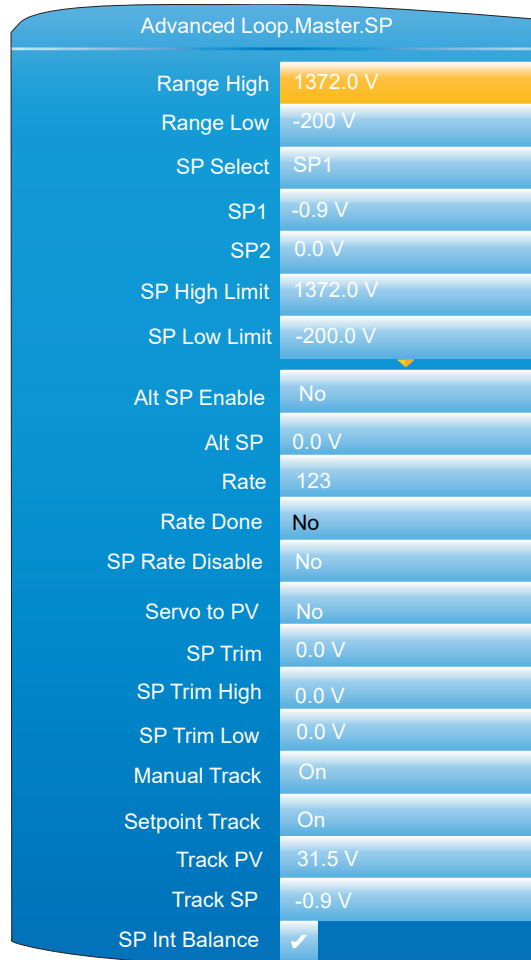 Advanced Loop.Master.SP
Range High 1372.0 V
Range Low -200 V
SP Select SP1
SP1 -0.9 V
SP2 0.0 V
SP High Limit 1372.0 V
SP Low Limit -200.0 V
Alt SP Enable No
Alt SP 0.0 V
Rate 123
Rate Done No
SP Rate Disable No
Servo to PV No
SP Trim 0.0 V
SP Trim High 0.0 V
SP Trim Low 0.0 V
Manual Track On
Setpoint Track On
Track PV 31.5 V
Track SP -0.9 V
SP Int Balance ✔